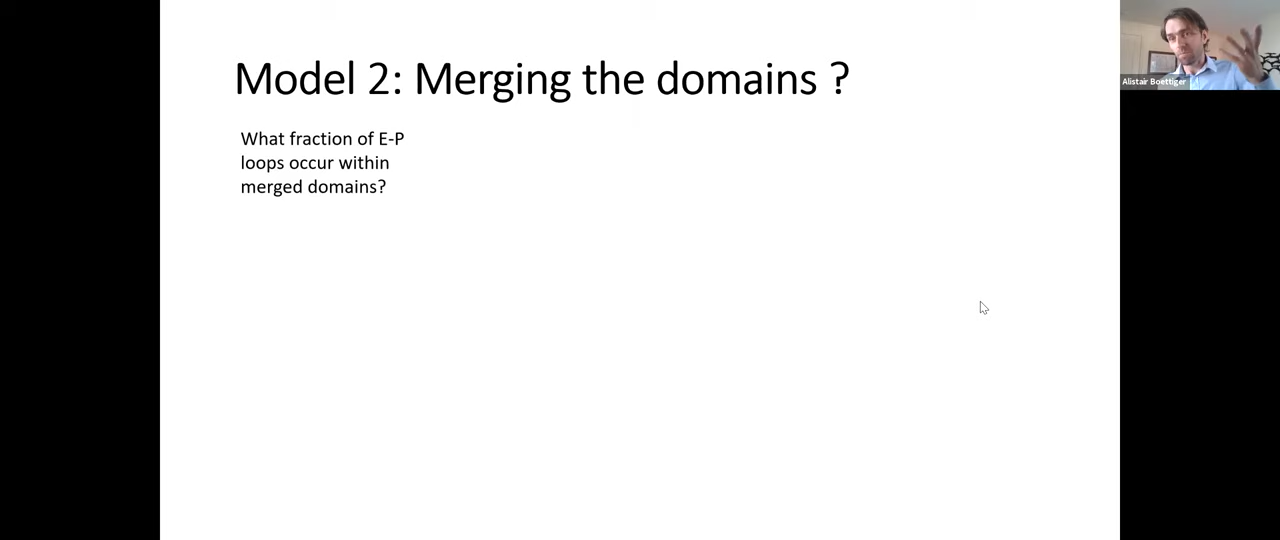 Model 2: Merging the domains ?
What fraction of E-P
loops occur within
merged domains?
Alistair Boettiger